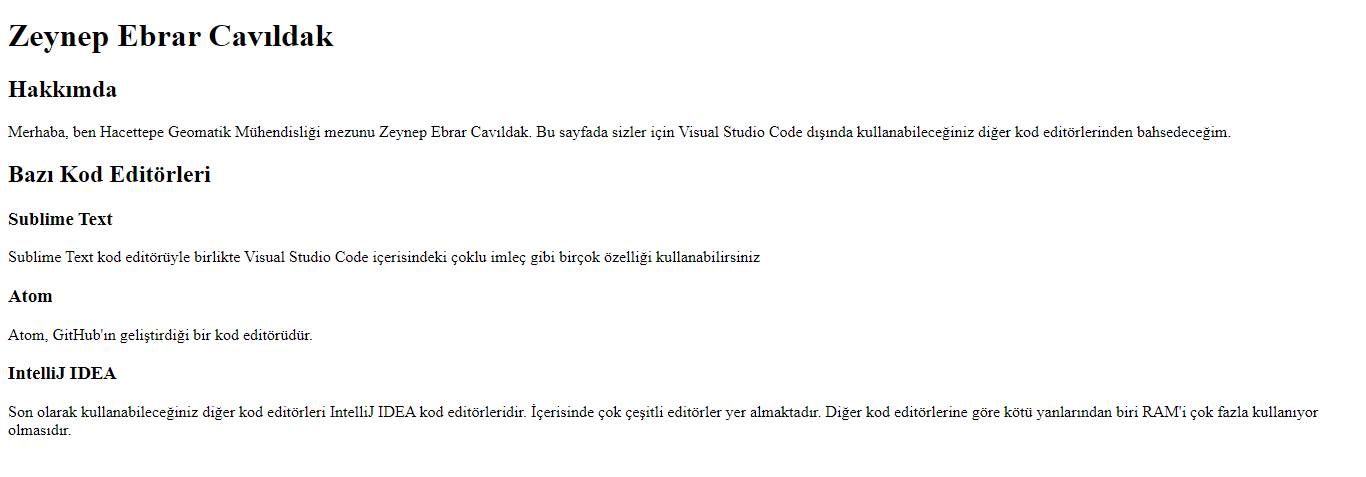 Zeynep Ebrar Cavıldak
Hakkımda
Merhaba, ben Hacettepe Geomatik Mühendisliği mezunu Zeynep Ebrar Cavıldak. Bu sayfada sizler için Visual Studio Code dışında kullanabileceğiniz diğer kod editörlerinden bahsedeceğim.
Bazı Kod Editörleri
Sublime Text
Sublime Text kod editörüyle birlikte Visual Studio Code içerisindeki çoklu imleç gibi birçok özelliği kullanabilirsiniz
Atom
Atom, GitHub'ın geliştirdiği bir kod editörüdür.
IntelliJ IDEA
Son olarak kullanabileceğiniz diğer kod editörleri IntelliJ IDEA kod editörleridir. İçerisinde çok çeşitli editörler yer almaktadır. Diğer kod editörlerine göre kötü yanlarından biri RAM'i çok fazla kullanıyor
olmasıdır.